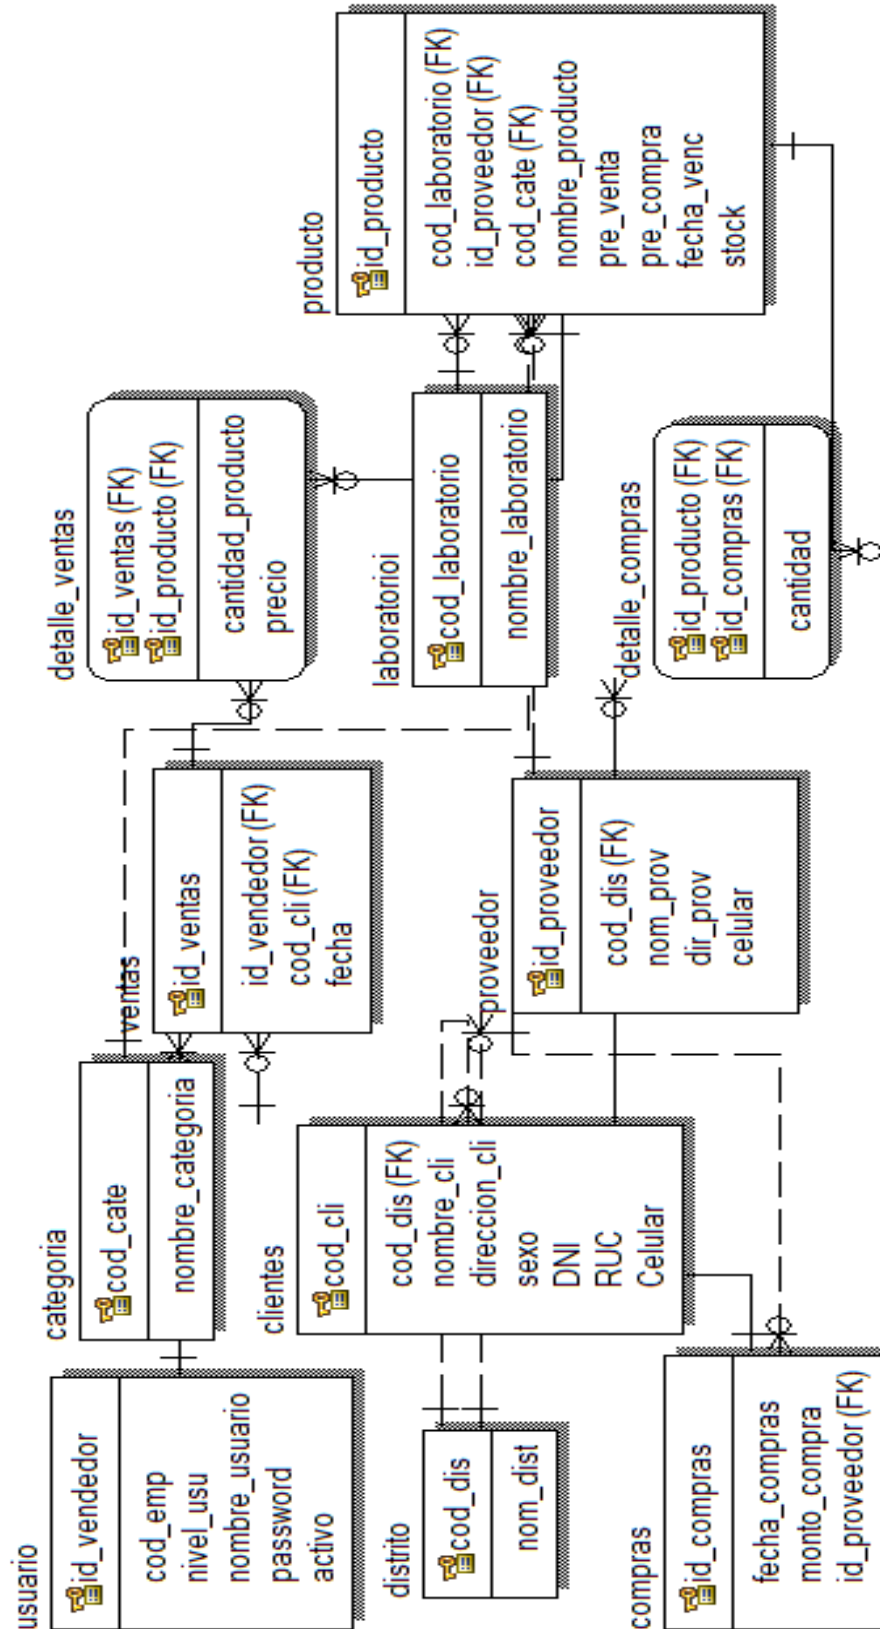 usuario
id_vendedor
cod_emp
nivel_usu
nombre_usuario
password
activo
categoria
cod_cate
nombre_categoria
ventas
id_ventas
id_vendedor (FK)
cod_cli (FK)
fecha
detalle_ventas
id_ventas (FK)
id_producto (FK)
cantidad_producto
precio
producto
id_producto
cod_laboratorio (FK)
id_proveedor (FK)
cod_cate (FK)
nombre_producto
pre_venta
pre_compra
fecha_venc
stock
distrito
cod_dis
nom_dist
clientes
cod_cli
cod_dis (FK)
nombre_cli
direccion_cli
sexo
DNI
RUC
Celular
laboratorioi
cod_laboratorio
nombre_laboratorio
proveedor
id_proveedor
cod_dis (FK)
nom_prov
dir_prov
celular
compras
id_compras
fecha_compras
monto_compra
id_proveedor (FK)
detalle_compras
id_producto (FK)
id_compras (FK)
cantidad